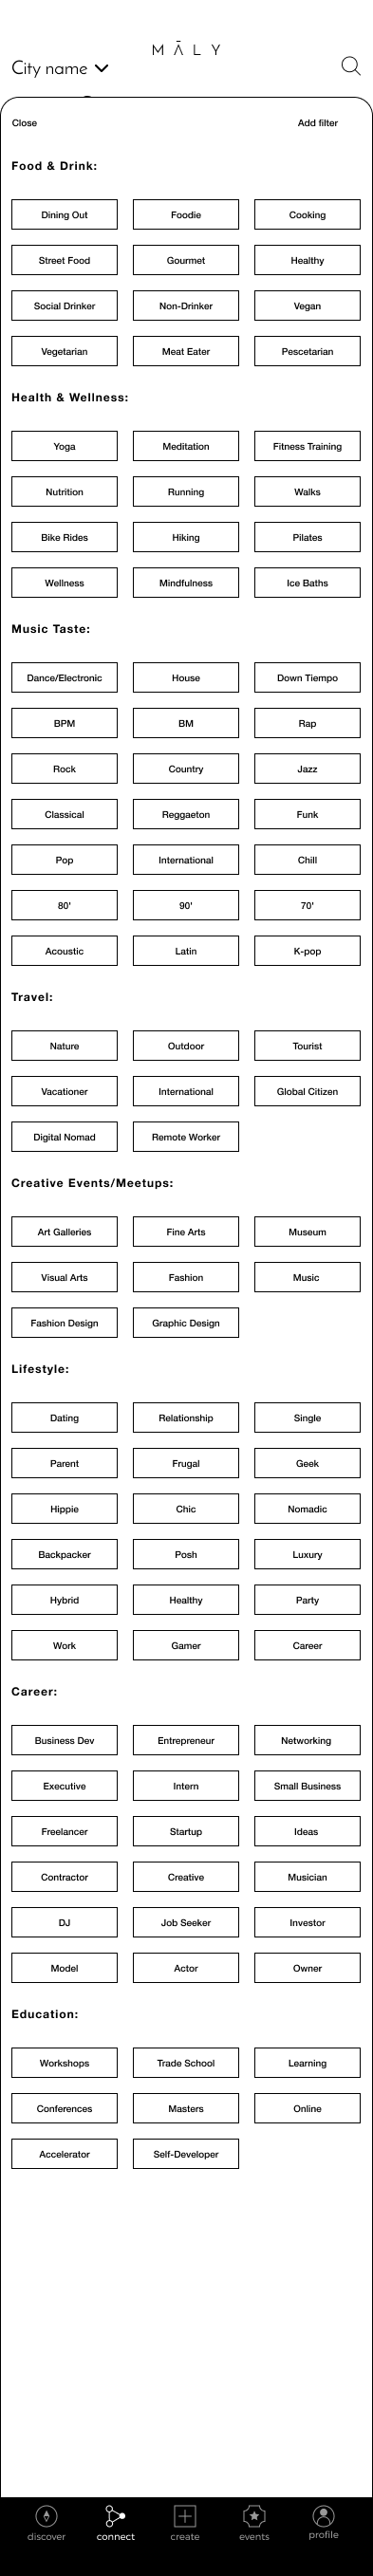 MĀLY
City name
Close Add filter
Food & Drink:
Dining Out Foodie Cooking
Street Food Gourmet Healthy
Social Drinker Non-Drinker Vegan
Vegetarian Meat Eater Pescetarian
Health & Wellness:
Yoga Meditation Fitness Training
Nutrition Running Walks
Bike Rides Hiking Pilates
Wellness Mindfulness Ice Baths
Music Taste:
Dance/Electronic House Down Tiempo
BPM BM Rap
Rock Country Jazz
Classical Reggaeton Funk
Pop International Chill
80' 90' 70'
Acoustic Latin K-pop
Travel:
Nature Outdoor Tourist
Vacationer International Global Citizen
Digital Nomad Remote Worker
Creative Events/Meetups:
Art Galleries Fine Arts Museum
Visual Arts Fashion Music
Fashion Design Graphic Design
Lifestyle:
Dating Relationship Single
Parent Frugal Geek
Hippie Chic Nomadic
Backpacker Posh Luxury
Hybrid Healthy Party
Work Gamer Career
Career:
Business Dev Entrepreneur Networking
Executive Intern Small Business
Freelancer Startup Ideas
Contractor Creative Musician
DJ Job Seeker Investor
Model Actor Owner
Education:
Workshops Trade School Learning
Conferences Masters Online
Accelerator Self-Developer
discover connect create events profile